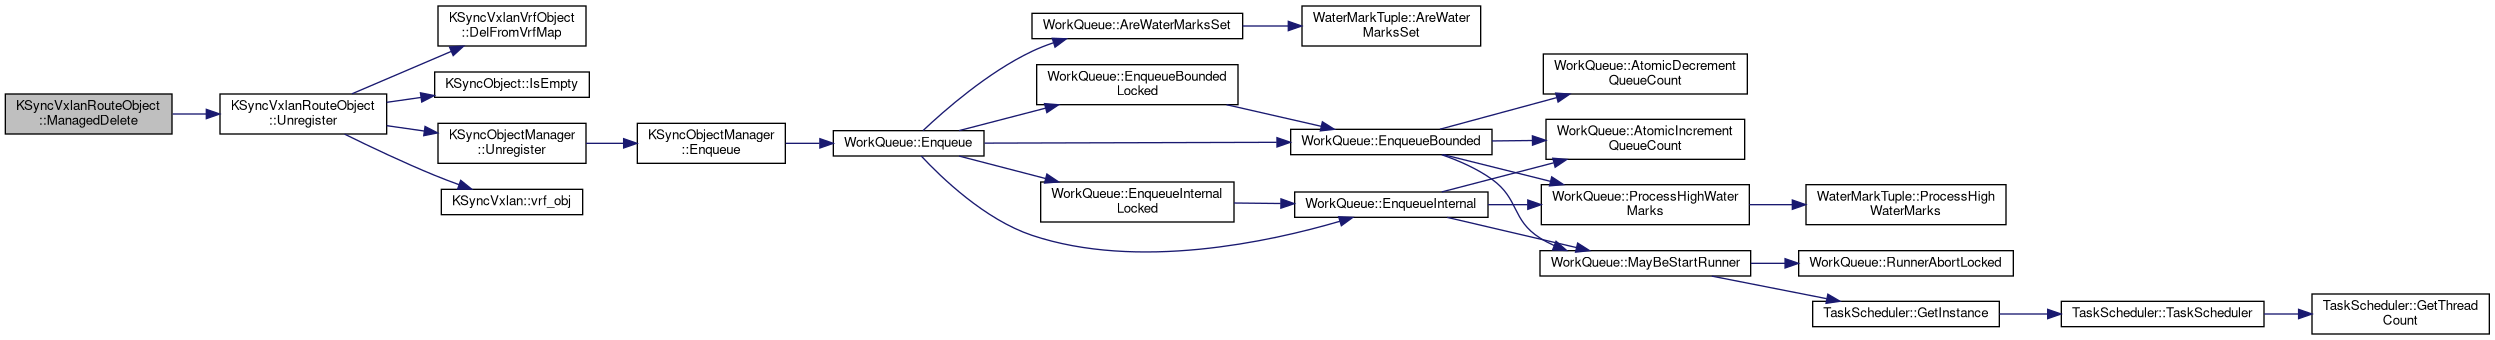 KSyncVxlanRouteObject
::ManagedDelete
KSyncVxlanRouteObject
::Unregister
KSyncVxlanVrfObject
::DelFromVrfMap
KSyncObject::IsEmpty
KSyncObjectManager
::Unregister
KSyncVxlan::vrf_obj
KSyncObjectManager
::Enqueue
WorkQueue::Enqueue
WorkQueue::AreWaterMarksSet
WorkQueue::EnqueueBounded
Locked
WorkQueue::EnqueueInternal
Locked
WaterMarkTuple::AreWater
MarksSet
WorkQueue::EnqueueBounded
WorkQueue::EnqueueInternal
WorkQueue::AtomicDecrement
QueueCount
WorkQueue::AtomicIncrement
QueueCount
WorkQueue::ProcessHighWater
Marks
WorkQueue::MayBeStartRunner
WaterMarkTuple::ProcessHigh
WaterMarks
WorkQueue::RunnerAbortLocked
TaskScheduler::GetInstance
TaskScheduler::TaskScheduler
TaskScheduler::GetThread
Count